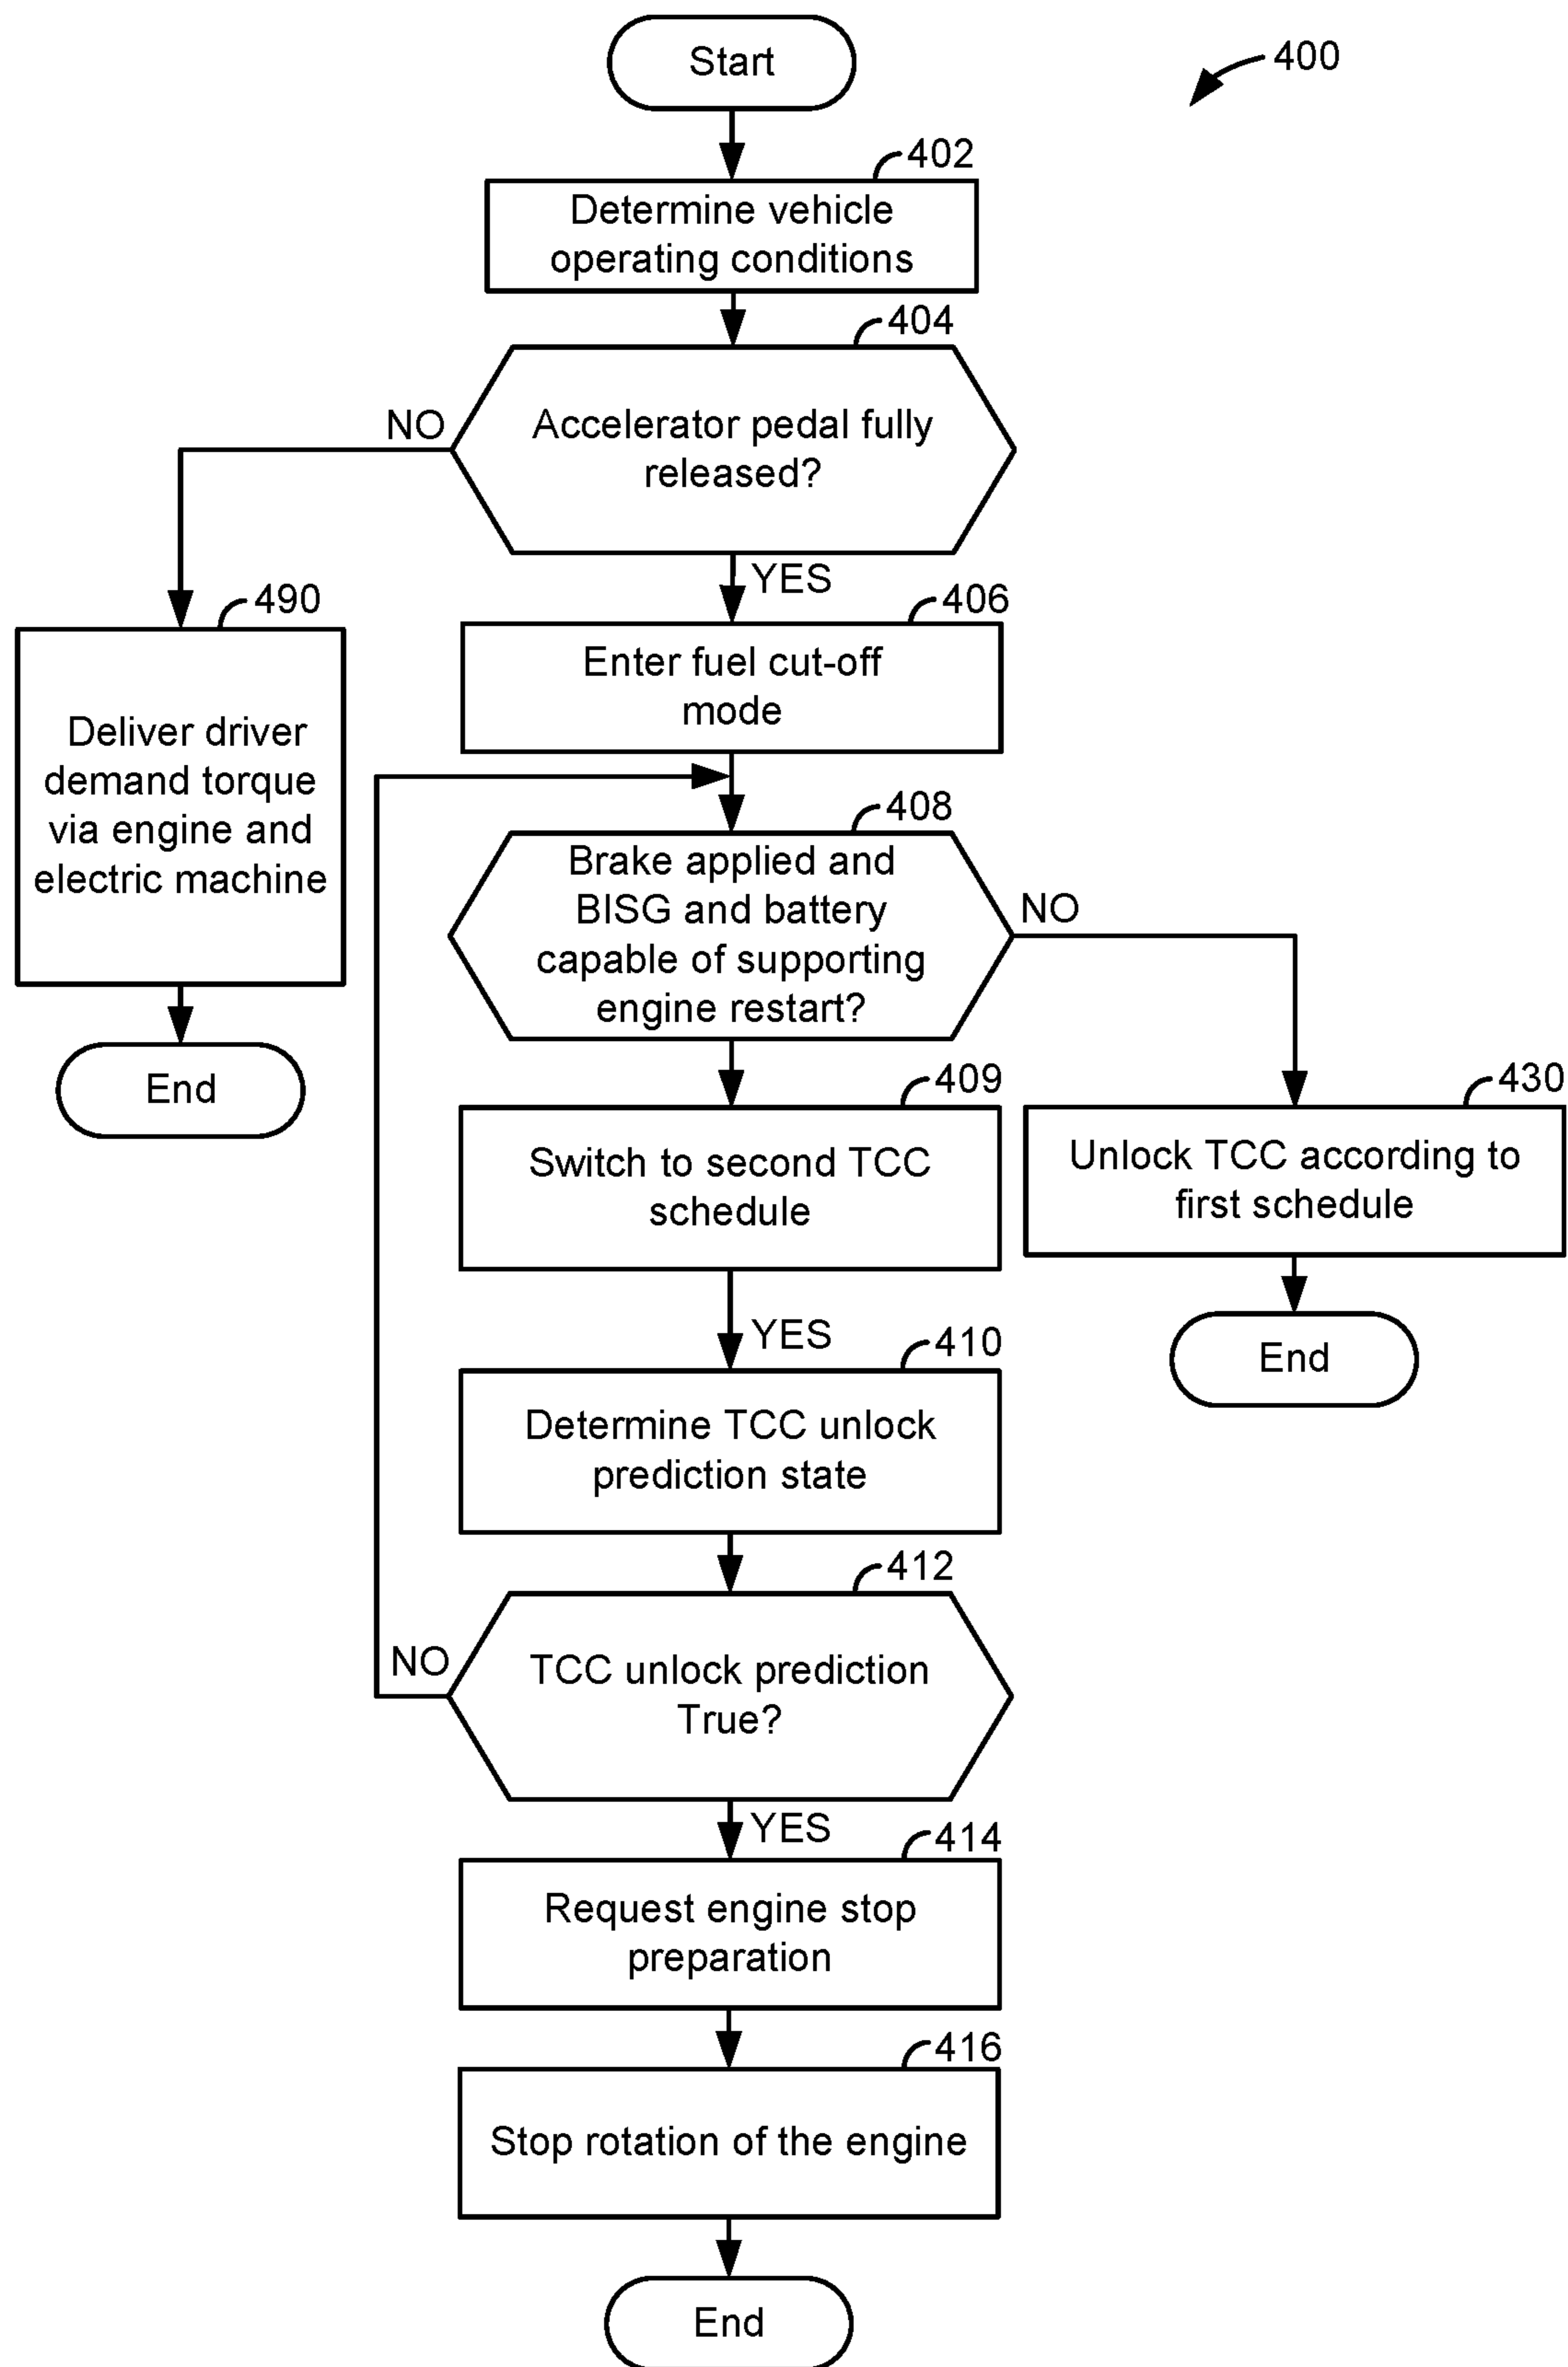 Start
400
402
Determine vehicle
operating conditions
404
Accelerator pedal fully
released?
NO
YES
490
Deliver driver
demand torque
via engine and
electric machine
End
406
Enter fuel cut-off
mode
408
Brake applied and
BISG and battery
capable of supporting
engine restart?
NO
409
Switch to second TCC
schedule
430
Unlock TCC according to
first schedule
End
YES
410
Determine TCC unlock
prediction state
412
TCC unlock prediction
True?
NO
YES
414
Request engine stop
preparation
416
Stop rotation of the engine
End